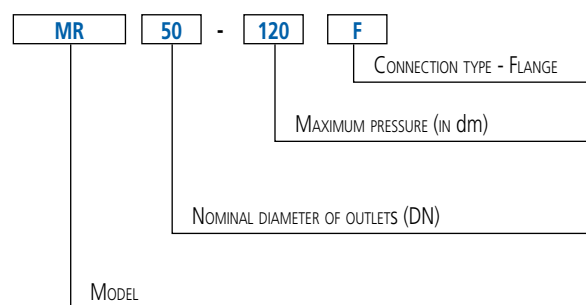 MR 50 - 120 F
Connection type - Flange
Maximum pressure (in dm)
Nominal diameter of outlets (DN)
Model